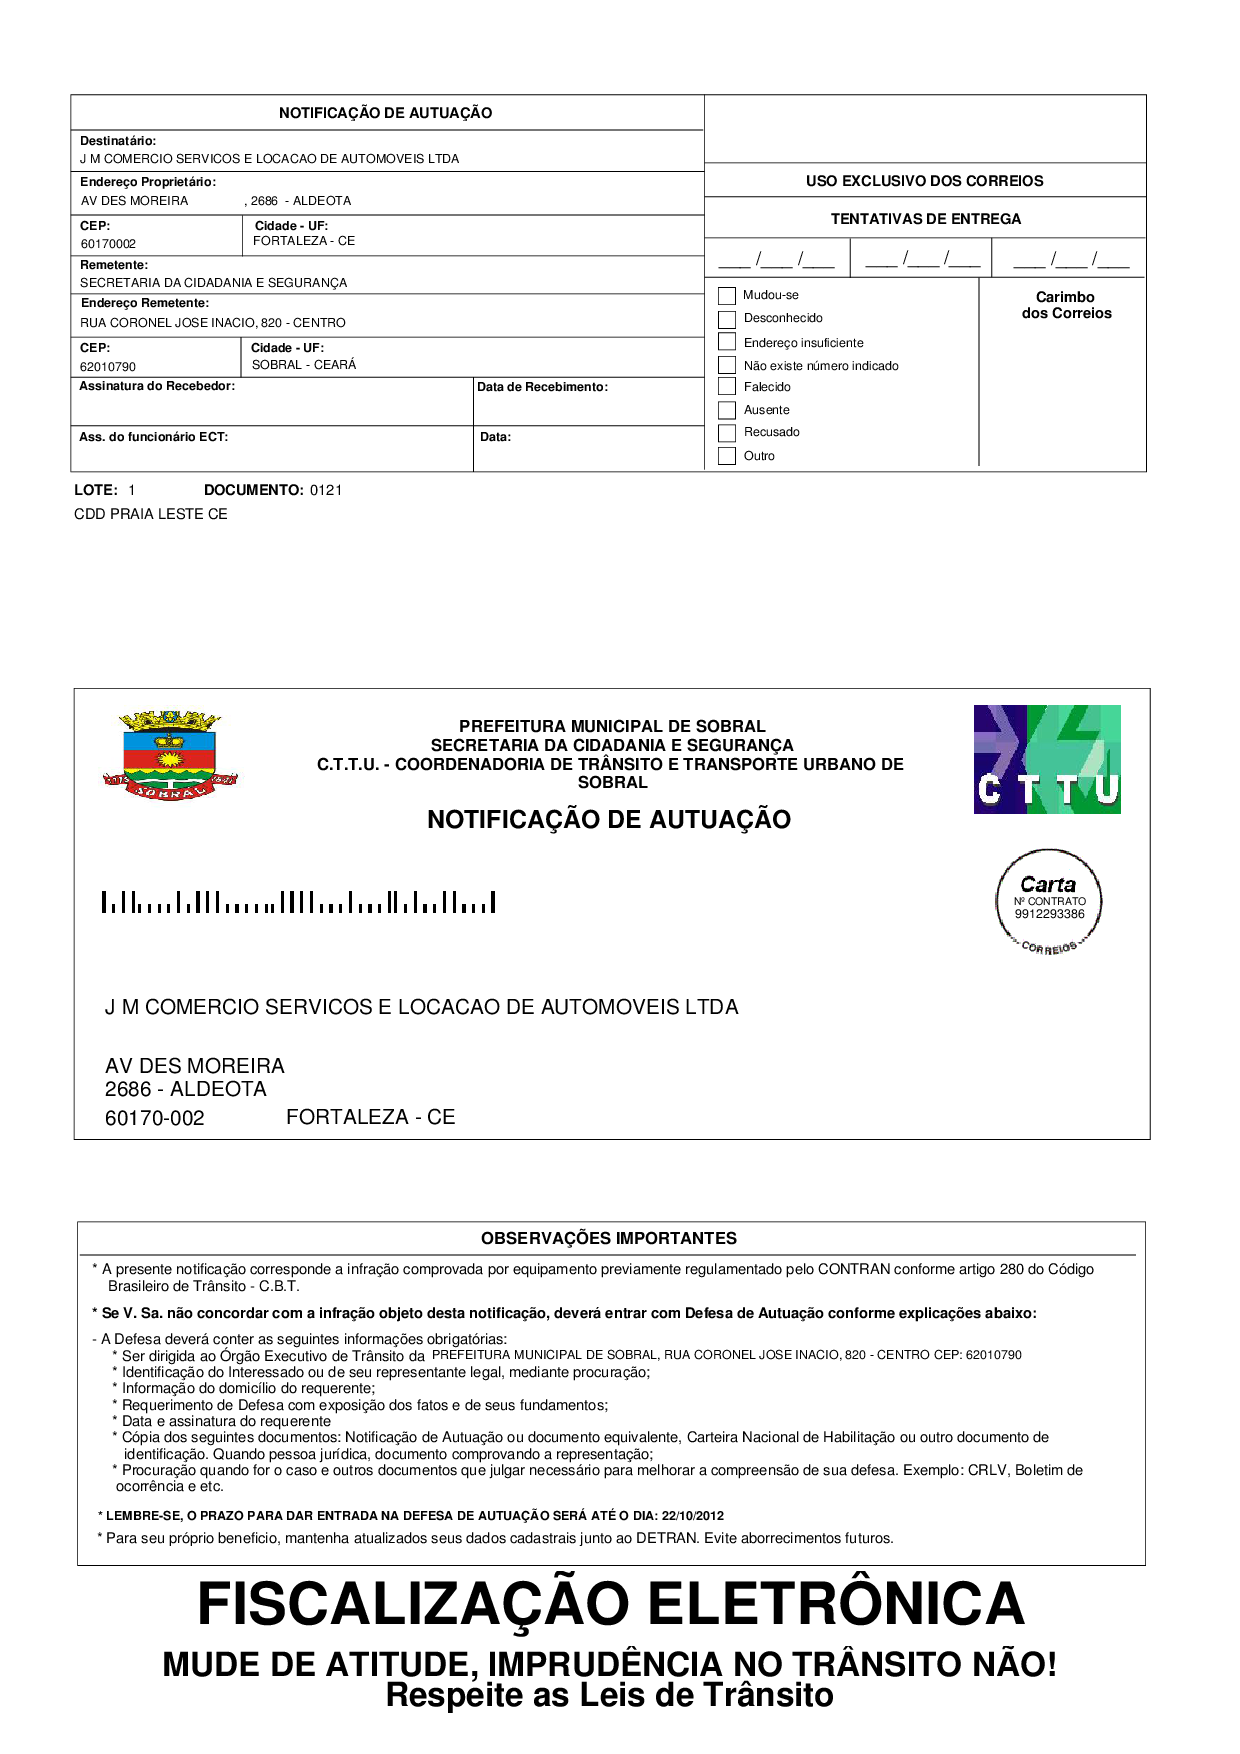 NOTIFICAÇÃO DE AUTUAÇÃO
Destinatário:
J M COMERCIO SERVICOS E LOCACAO DE AUTOMOVEIS LTDA
Endereço Proprietário:
AV DES MOREIRA , 2686 - ALDEOTA
CEP: Cidade - UF:
60170002 FORTALEZA - CE
Remetente:
SECRETARIA DA CIDADANIA E SEGURANÇA
Endereço Remetente:
RUA CORONEL JOSE INACIO, 820 - CENTRO
CEP: Cidade - UF:
62010790 SOBRAL - CEARÁ
Assinatura do Recebedor: Data de Recebimento:
Ass. do funcionário ECT: Data:
USO EXCLUSIVO DOS CORREIOS
TENTATIVAS DE ENTREGA
___ /___ /___ ___ /___ /___ ___ /___ /___
Mudou-se
Desconhecido
Endereço insuficiente
Não existe número indicado
Falecido
Ausente
Recusado
Outro
Carimbo
dos Correios
LOTE: 1 DOCUMENTO: 0121
CDD PRAIA LESTE CE
SOBRAL
PREFEITURA MUNICIPAL DE SOBRAL
SECRETARIA DA CIDADANIA E SEGURANÇA
C.T.T.U. - COORDENADORIA DE TRÂNSITO E TRANSPORTE URBANO DE
SOBRAL
NOTIFICAÇÃO DE AUTUAÇÃO
CTTU
Carta
Nº CONTRATO
9912293386
CORREIOS
J M COMERCIO SERVICOS E LOCACAO DE AUTOMOVEIS LTDA
AV DES MOREIRA
2686 - ALDEOTA
60170-002 FORTALEZA - CE
OBSERVAÇÕES IMPORTANTES
* A presente notificação corresponde a infração comprovada por equipamento previamente regulamentado pelo CONTRAN conforme artigo 280 do Código
Brasileiro de Trânsito - C.B.T.
* Se V. Sa. não concordar com a infração objeto desta notificação, deverá entrar com Defesa de Autuação conforme explicações abaixo:
- A Defesa deverá conter as seguintes informações obrigatórias:
* Ser dirigida ao Órgão Executivo de Trânsito da PREFEITURA MUNICIPAL DE SOBRAL, RUA CORONEL JOSE INACIO, 820 - CENTRO CEP: 62010790
* Identificação do Interessado ou de seu representante legal, mediante procuração;
* Informação do domicílio do requerente;
* Requerimento de Defesa com exposição dos fatos e de seus fundamentos;
* Data e assinatura do requerente
* Cópia dos seguintes documentos: Notificação de Autuação ou documento equivalente, Carteira Nacional de Habilitação ou outro documento de
identificação. Quando pessoa jurídica, documento comprovando a representação;
* Procuração quando for o caso e outros documentos que julgar necessário para melhorar a compreensão de sua defesa. Exemplo: CRLV, Boletim de
ocorrência e etc.
* LEMBRE-SE, O PRAZO PARA DAR ENTRADA NA DEFESA DE AUTUAÇÃO SERÁ ATÉ O DIA: 22/10/2012
* Para seu próprio beneficio, mantenha atualizados seus dados cadastrais junto ao DETRAN. Evite aborrecimentos futuros.
FISCALIZAÇÃO ELETRÔNICA
MUDE DE ATITUDE, IMPRUDÊNCIA NO TRÂNSITO NÃO!
Respeite as Leis de Trânsito